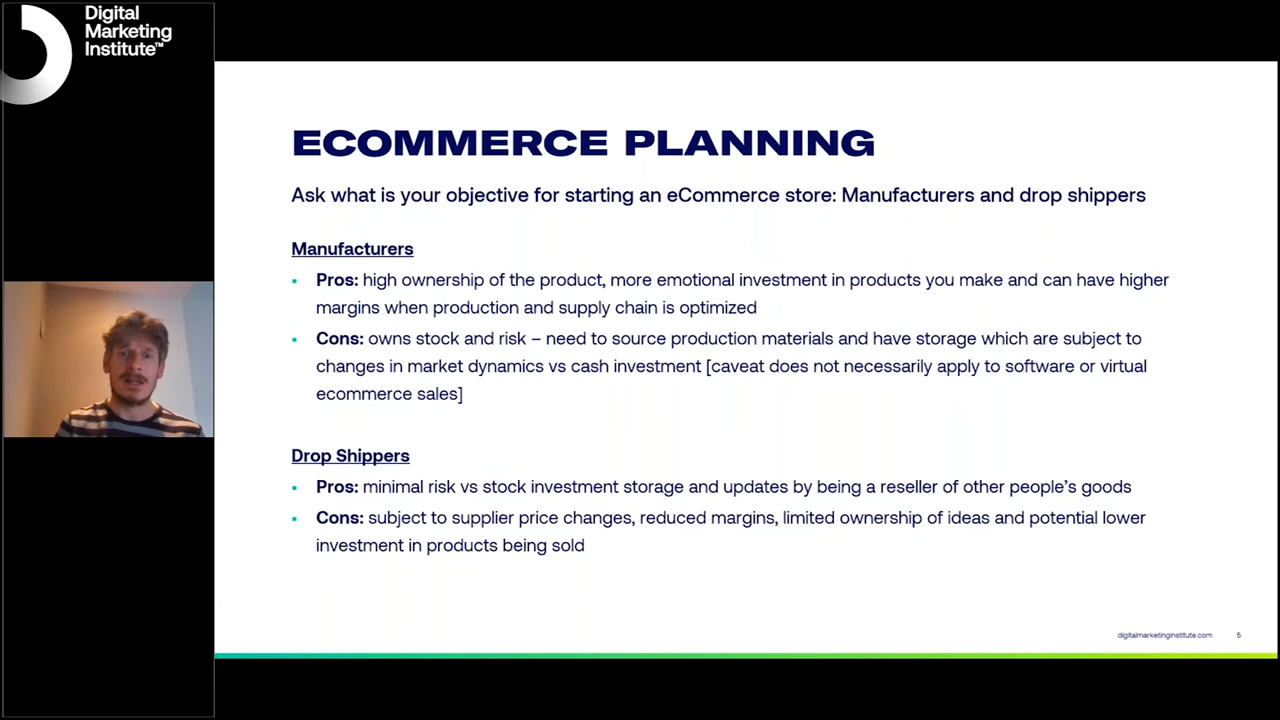 Digital
Marketing
Institute™
ECOMMERCE PLANNING
Ask what is your objective for starting an eCommerce store: Manufacturers and drop shippers
Manufacturers
▪ Pros: high ownership of the product, more emotional investment in products you make and can have higher
margins when production and supply chain is optimized
▪ Cons: owns stock and risk – need to source production materials and have storage which are subject to
changes in market dynamics vs cash investment [caveat does not necessarily apply to software or virtual
ecommerce sales]
Drop Shippers
▪ Pros: minimal risk vs stock investment storage and updates by being a reseller of other people’s goods
▪ Cons: subject to supplier price changes, reduced margins, limited ownership of ideas and potential lower
investment in products being sold
digitalmarketinginstitute.com 5